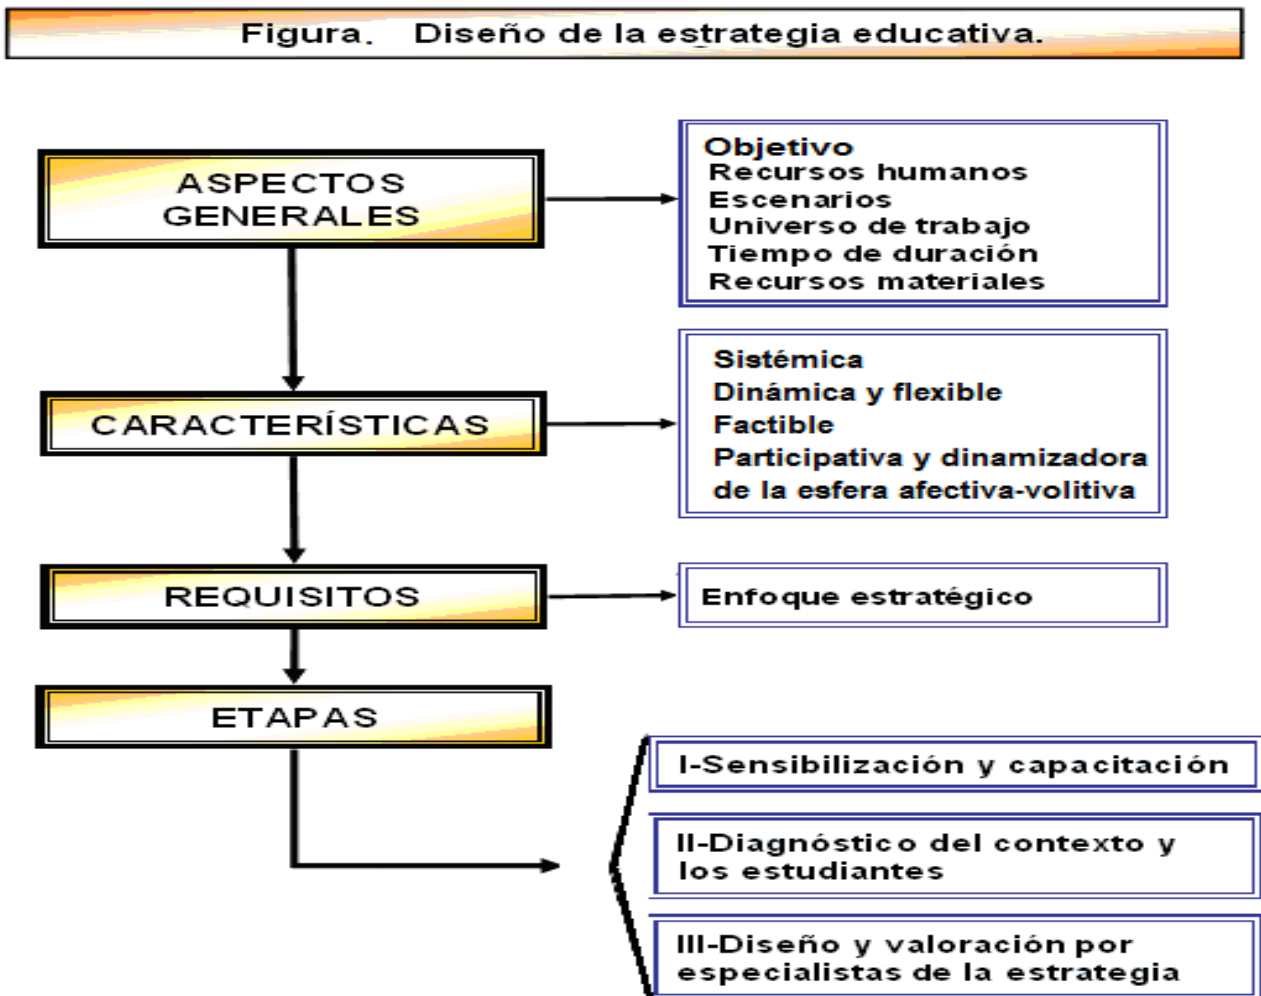 Figura. Diseño de la estrategia educativa.
ASPECTOS
GENERALES
Objetivo
Recursos humanos
Escenarios
Universo de trabajo
Tiempo de duración
Recursos materiales
CARACTERÍSTICAS
Sistémica
Dinámica y flexible
Factible
Participativa y dinamizadora
de la esfera afectiva-volitiva
REQUISITOS
Enfoque estratégico
ETAPAS
I-Sensibilización y capacitación
II-Diagnóstico del contexto y
los estudiantes
III-Diseño y valoración por
especialistas de la estrategia